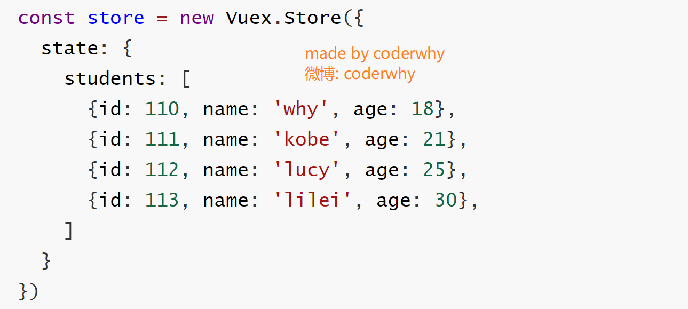 const store = new Vuex.Store({
state: {
made by coderwhy
微博: coderwhy
students: [
{id: 110, name: 'why', age: 18},
{id: 111, name: 'kobe', age: 21},
{id: 112, name: 'lucy', age: 25},
{id: 113, name: 'lilei', age: 30},
]
}
})